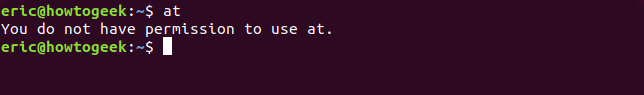 eric@howtogeek:~$ at
You do not have permission to use at.
eric@howtogeek:~$